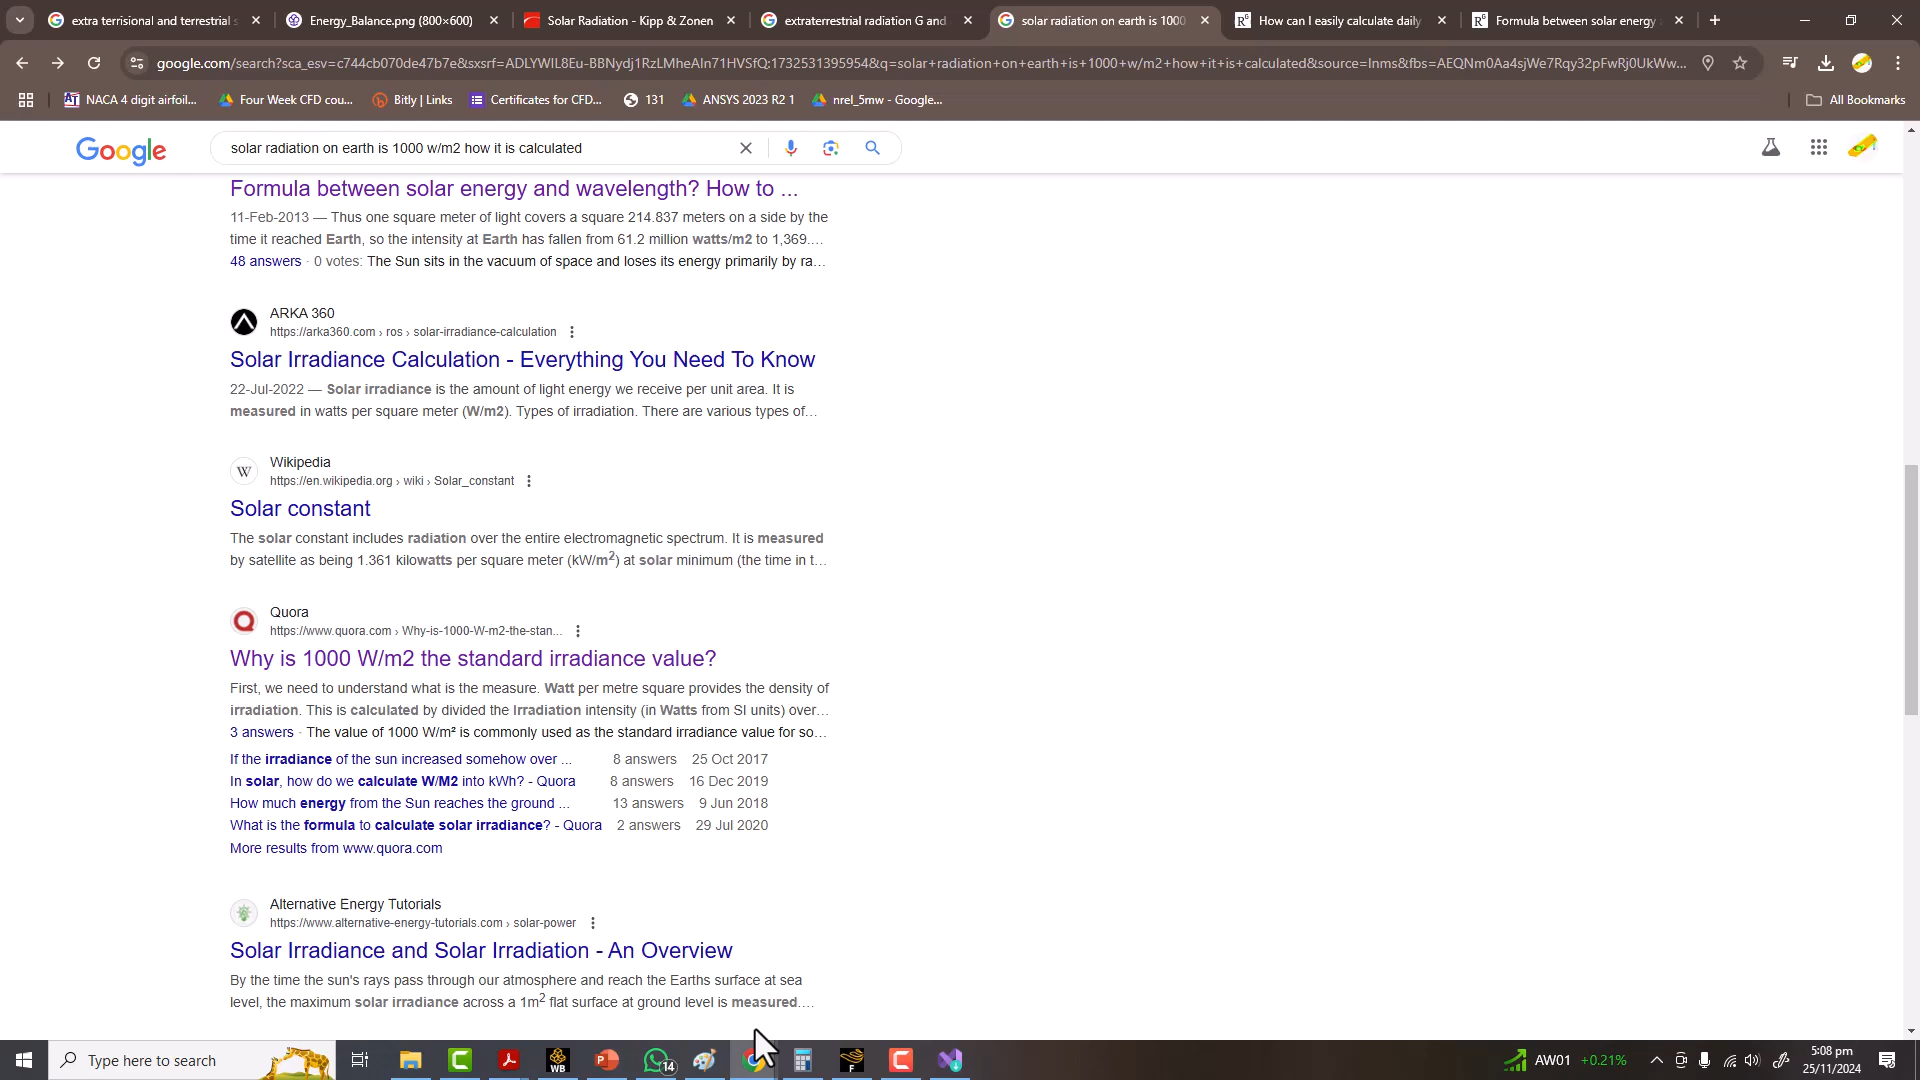 extra terrisional and terrestrial s
Energy_Balance.png (800×600)
Solar Radiation - Kipp & Zonen
extraterrestrial radiation G and
solar radiation on earth is 1000
How can I easily calculate daily
Formula between solar energy a
google.com/search?sca_esv=c744cb070de47b7e&sxsrf=ADLYWIL8Eu-BBNydj1RzLMheAIn71HVSfQ:1732531395954&q=solar+radiation+on+earth+is+1000+w/m2+how+it+is+calculated&source=lnms&fbs=AEQNm0Aa4sjWe7Rqy32pFwRj0UkWw...
NACA 4 digit airfoil...
Four Week CFD cou...
Bitly | Links
Certificates for CFD...
131
ANSYS 2023 R2 1
nrel_5mw - Google...
All Bookmarks
Google
solar radiation on earth is 1000 w/m2 how it is calculated
Formula between solar energy and wavelength? How to ...
11-Feb-2013 — Thus one square meter of light covers a square 214.837 meters on a side by the
time it reached Earth, so the intensity at Earth has fallen from 61.2 million watts/m2 to 1,369....
48 answers · 0 votes: The Sun sits in the vacuum of space and loses its energy primarily by ra...
ARKA 360
https://arka360.com › ros › solar-irradiance-calculation
Solar Irradiance Calculation - Everything You Need To Know
22-Jul-2022 — Solar irradiance is the amount of light energy we receive per unit area. It is
measured in watts per square meter (W/m2). Types of irradiation. There are various types of...
Wikipedia
https://en.wikipedia.org › wiki › Solar_constant
Solar constant
The solar constant includes radiation over the entire electromagnetic spectrum. It is measured
by satellite as being 1.361 kilowatts per square meter (kW/m²) at solar minimum (the time in t...
Quora
https://www.quora.com › Why-is-1000-W-m2-the-stan...
Why is 1000 W/m2 the standard irradiance value?
First, we need to understand what is the measure. Watt per metre square provides the density of
irradiation. This is calculated by divided the Irradiation intensity (in Watts from SI units) over...
3 answers · The value of 1000 W/m² is commonly used as the standard irradiance value for so...
If the irradiance of the sun increased somehow over ... 8 answers 25 Oct 2017
In solar, how do we calculate W/M2 into kWh? - Quora 8 answers 16 Dec 2019
How much energy from the Sun reaches the ground ... 13 answers 9 Jun 2018
What is the formula to calculate solar irradiance? - Quora 2 answers 29 Jul 2020
More results from www.quora.com
Alternative Energy Tutorials
https://www.alternative-energy-tutorials.com › solar-power
Solar Irradiance and Solar Irradiation - An Overview
By the time the sun's rays pass through our atmosphere and reach the Earths surface at sea
level, the maximum solar irradiance across a 1m² flat surface at ground level is measured....
Type here to search
WB
14
F
AW01 +0.21%
5:08 pm
25/11/2024